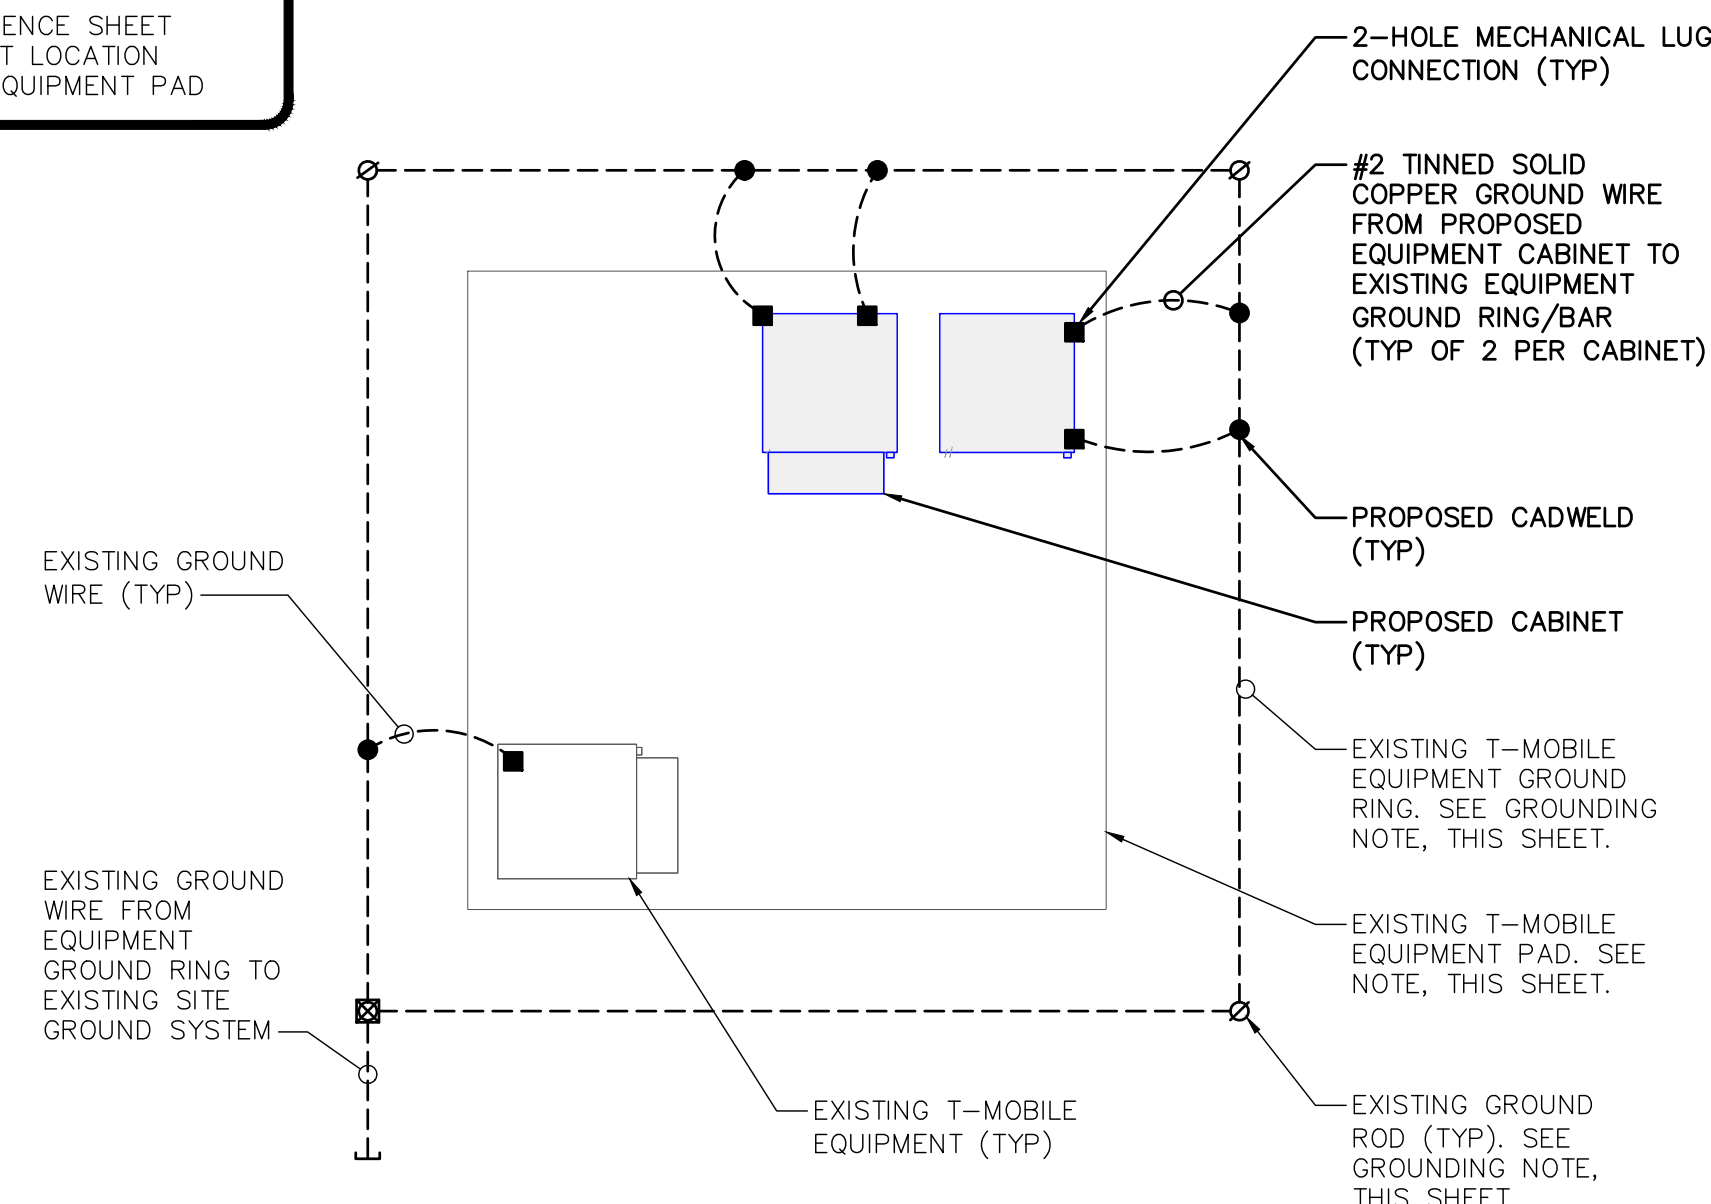 ENCE SHEET
T LOCATION
QUIPMENT PAD
2-HOLE MECHANICAL LUG
CONNECTION (TYP)
#2 TINNED SOLID
COPPER GROUND WIRE
FROM PROPOSED
EQUIPMENT CABINET TO
EXISTING EQUIPMENT
GROUND RING/BAR
(TYP OF 2 PER CABINET)
PROPOSED CADWELD
(TYP)
PROPOSED CABINET
(TYP)
EXISTING GROUND
WIRE (TYP)
EXISTING T-MOBILE
EQUIPMENT GROUND
RING. SEE GROUNDING
NOTE, THIS SHEET.
EXISTING GROUND
WIRE FROM
EQUIPMENT
GROUND RING TO
EXISTING SITE
GROUND SYSTEM
EXISTING T-MOBILE
EQUIPMENT PAD. SEE
NOTE, THIS SHEET.
EXISTING T-MOBILE
EQUIPMENT (TYP)
EXISTING GROUND
ROD (TYP). SEE
GROUNDING NOTE,
THIS SHEET